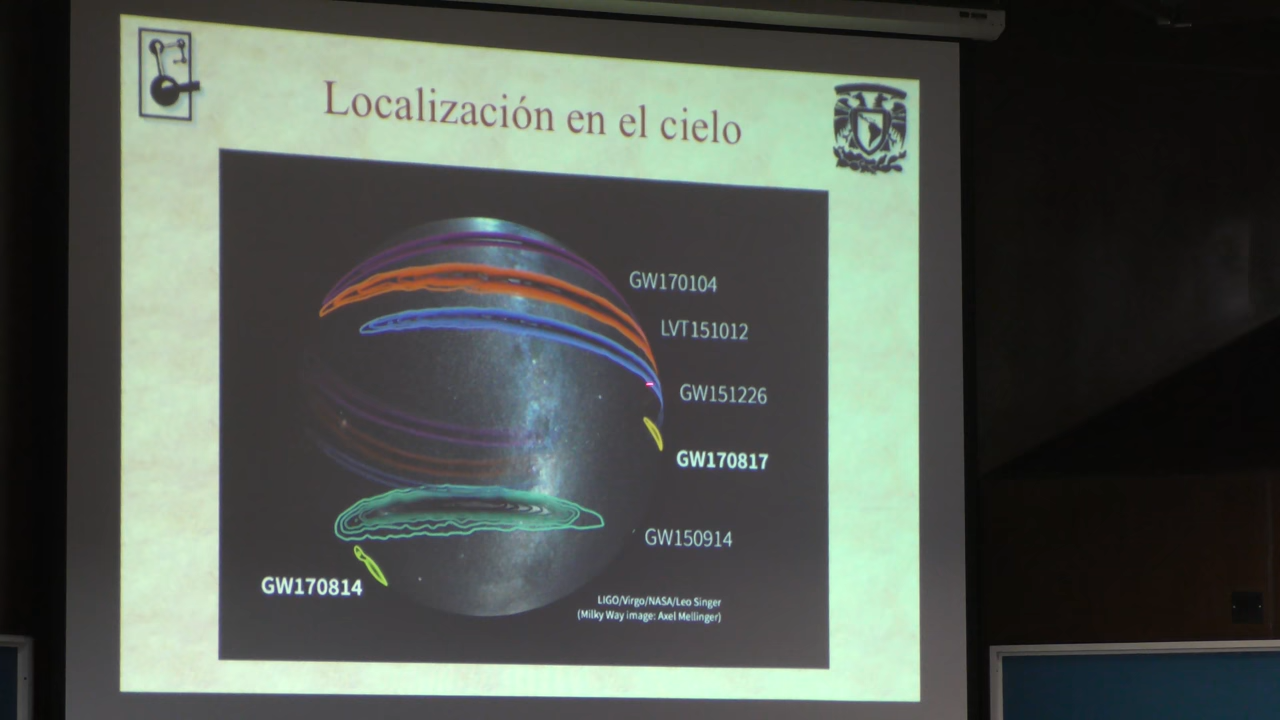 Localización en el cielo
GW170104
LVT151012
GW151226
GW170817
GW150914
GW170814
LIGO/Virgo/NASA/Leo Singer
(Milky Way image: Axel Mellinger)